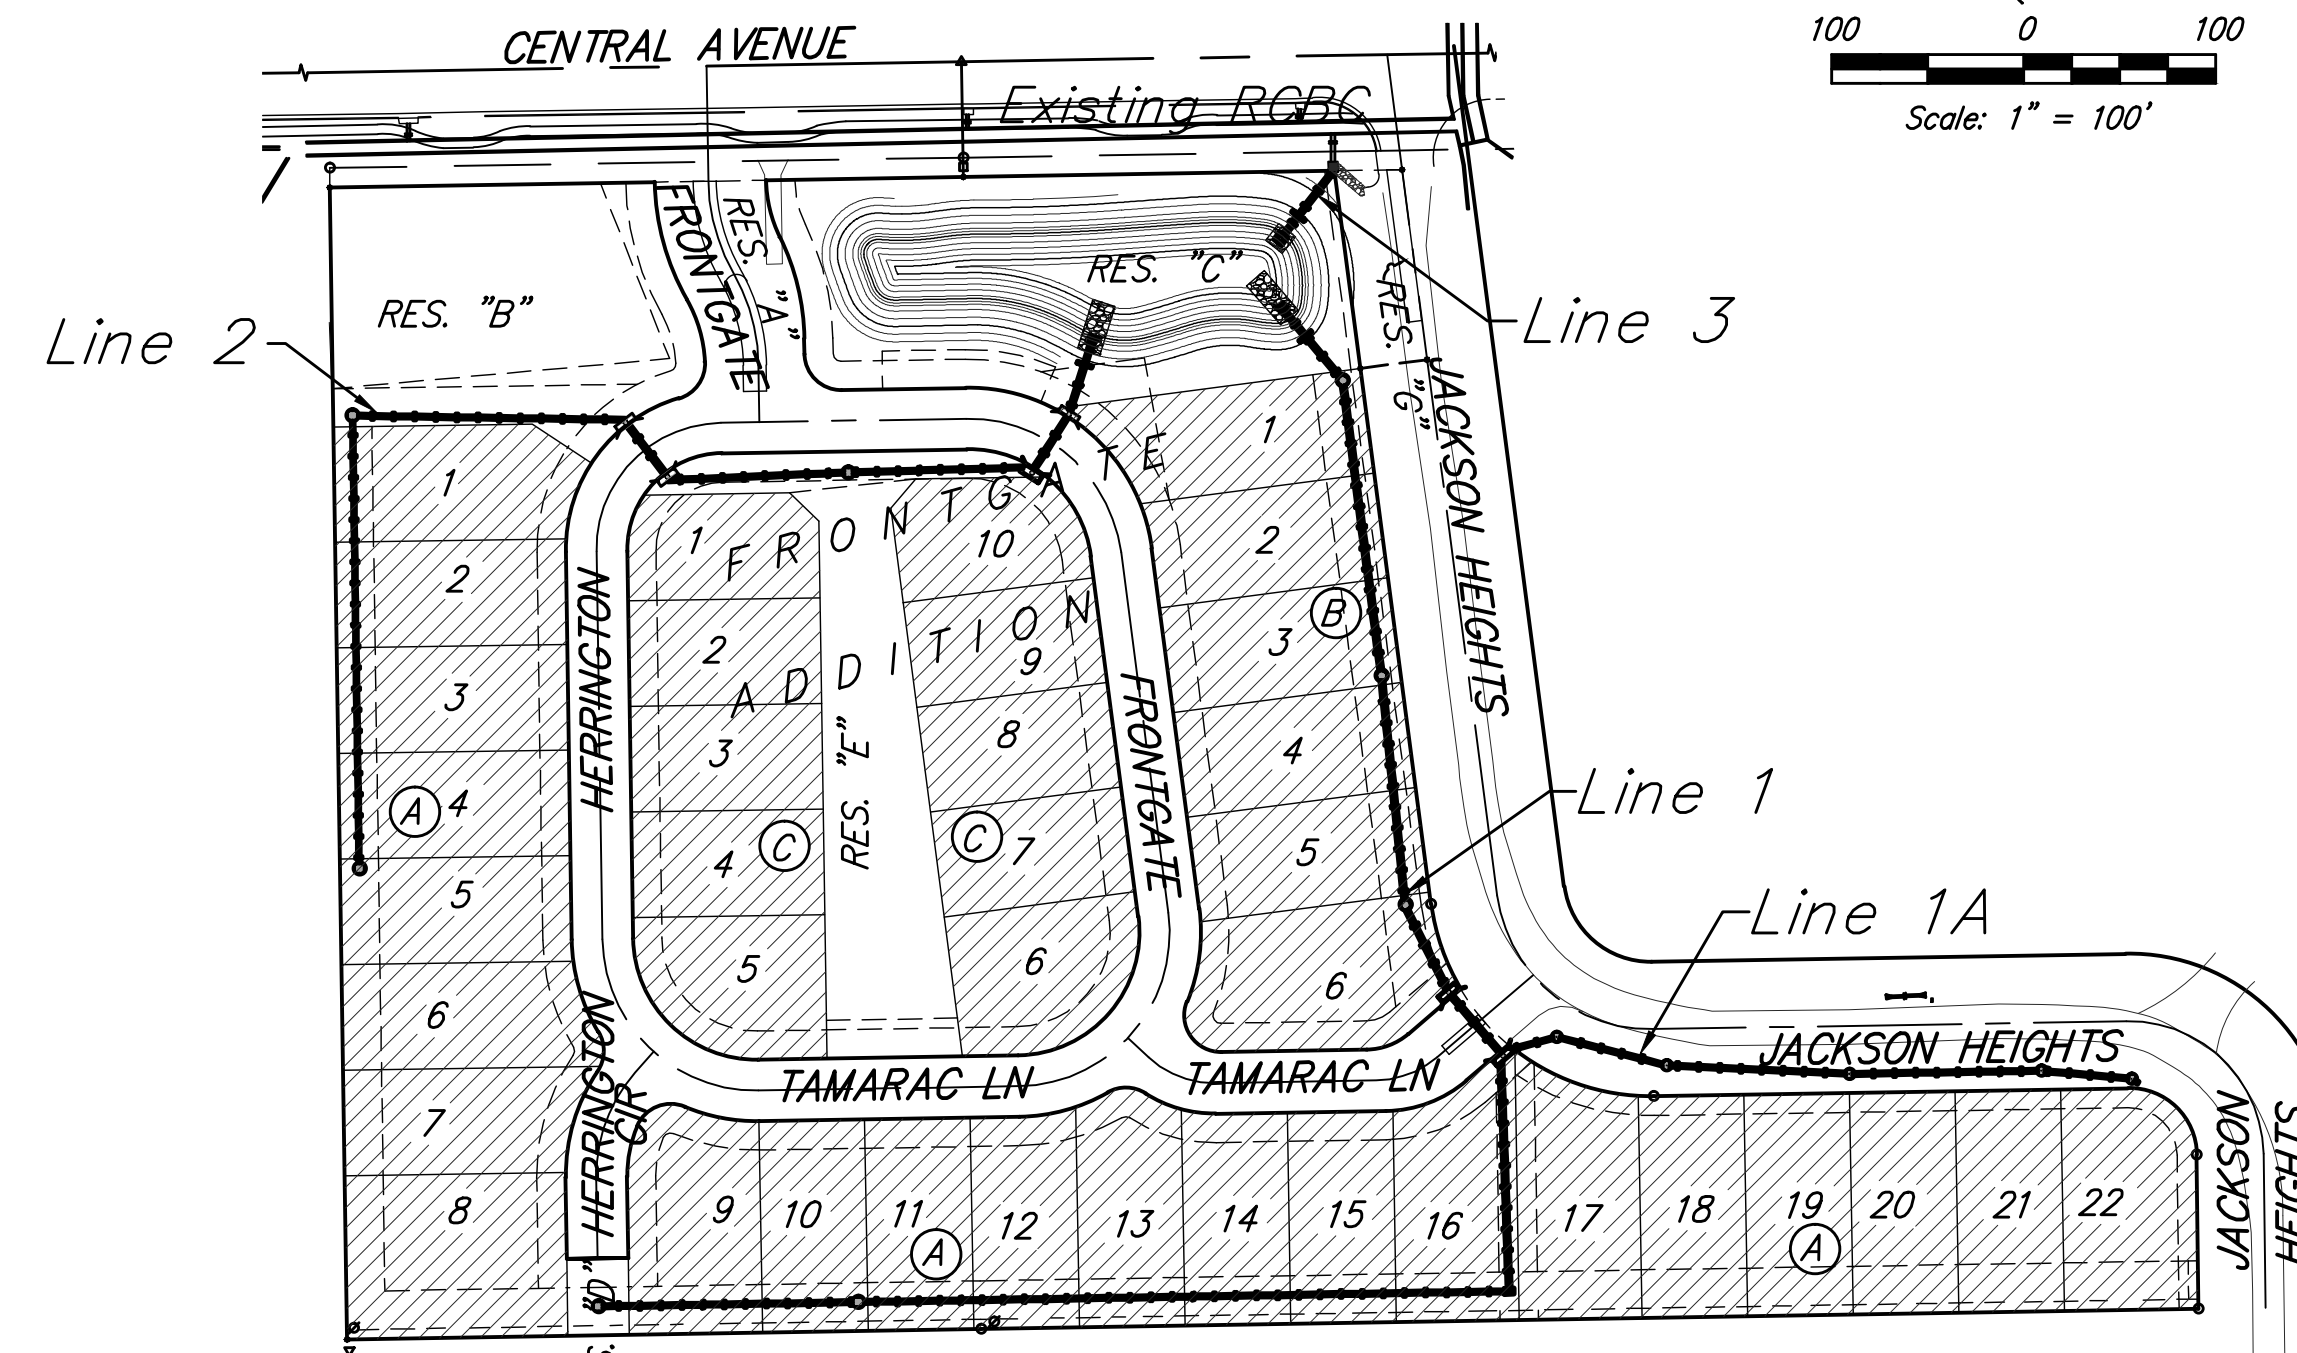 100 0 100
Scale: 1" = 100'
CENTRAL AVENUE
Existing RCBC
FRONTGATE
RES. "A"
RES. "B"
RES. "C"
RES. "G"
Line 2
Line 3
JACKSON HEIGHTS
FRONTGATE
ADDITION
1
2
3
A 4
5
6
7
8
HERRINGTON
1
2
3
4 C
5
RES. "E"
10
9
8
C 7
6
FRONTGATE
1
2
B
3
4
5
6
Line 1
Line 1A
JACKSON HEIGHTS
JACKSON HEIGHTS
HERRINGTON CIR
TAMARAC LN
TAMARAC LN
9 10 11 12 13 14 15 16 17 18 19 20 21 22
A
A
"D"